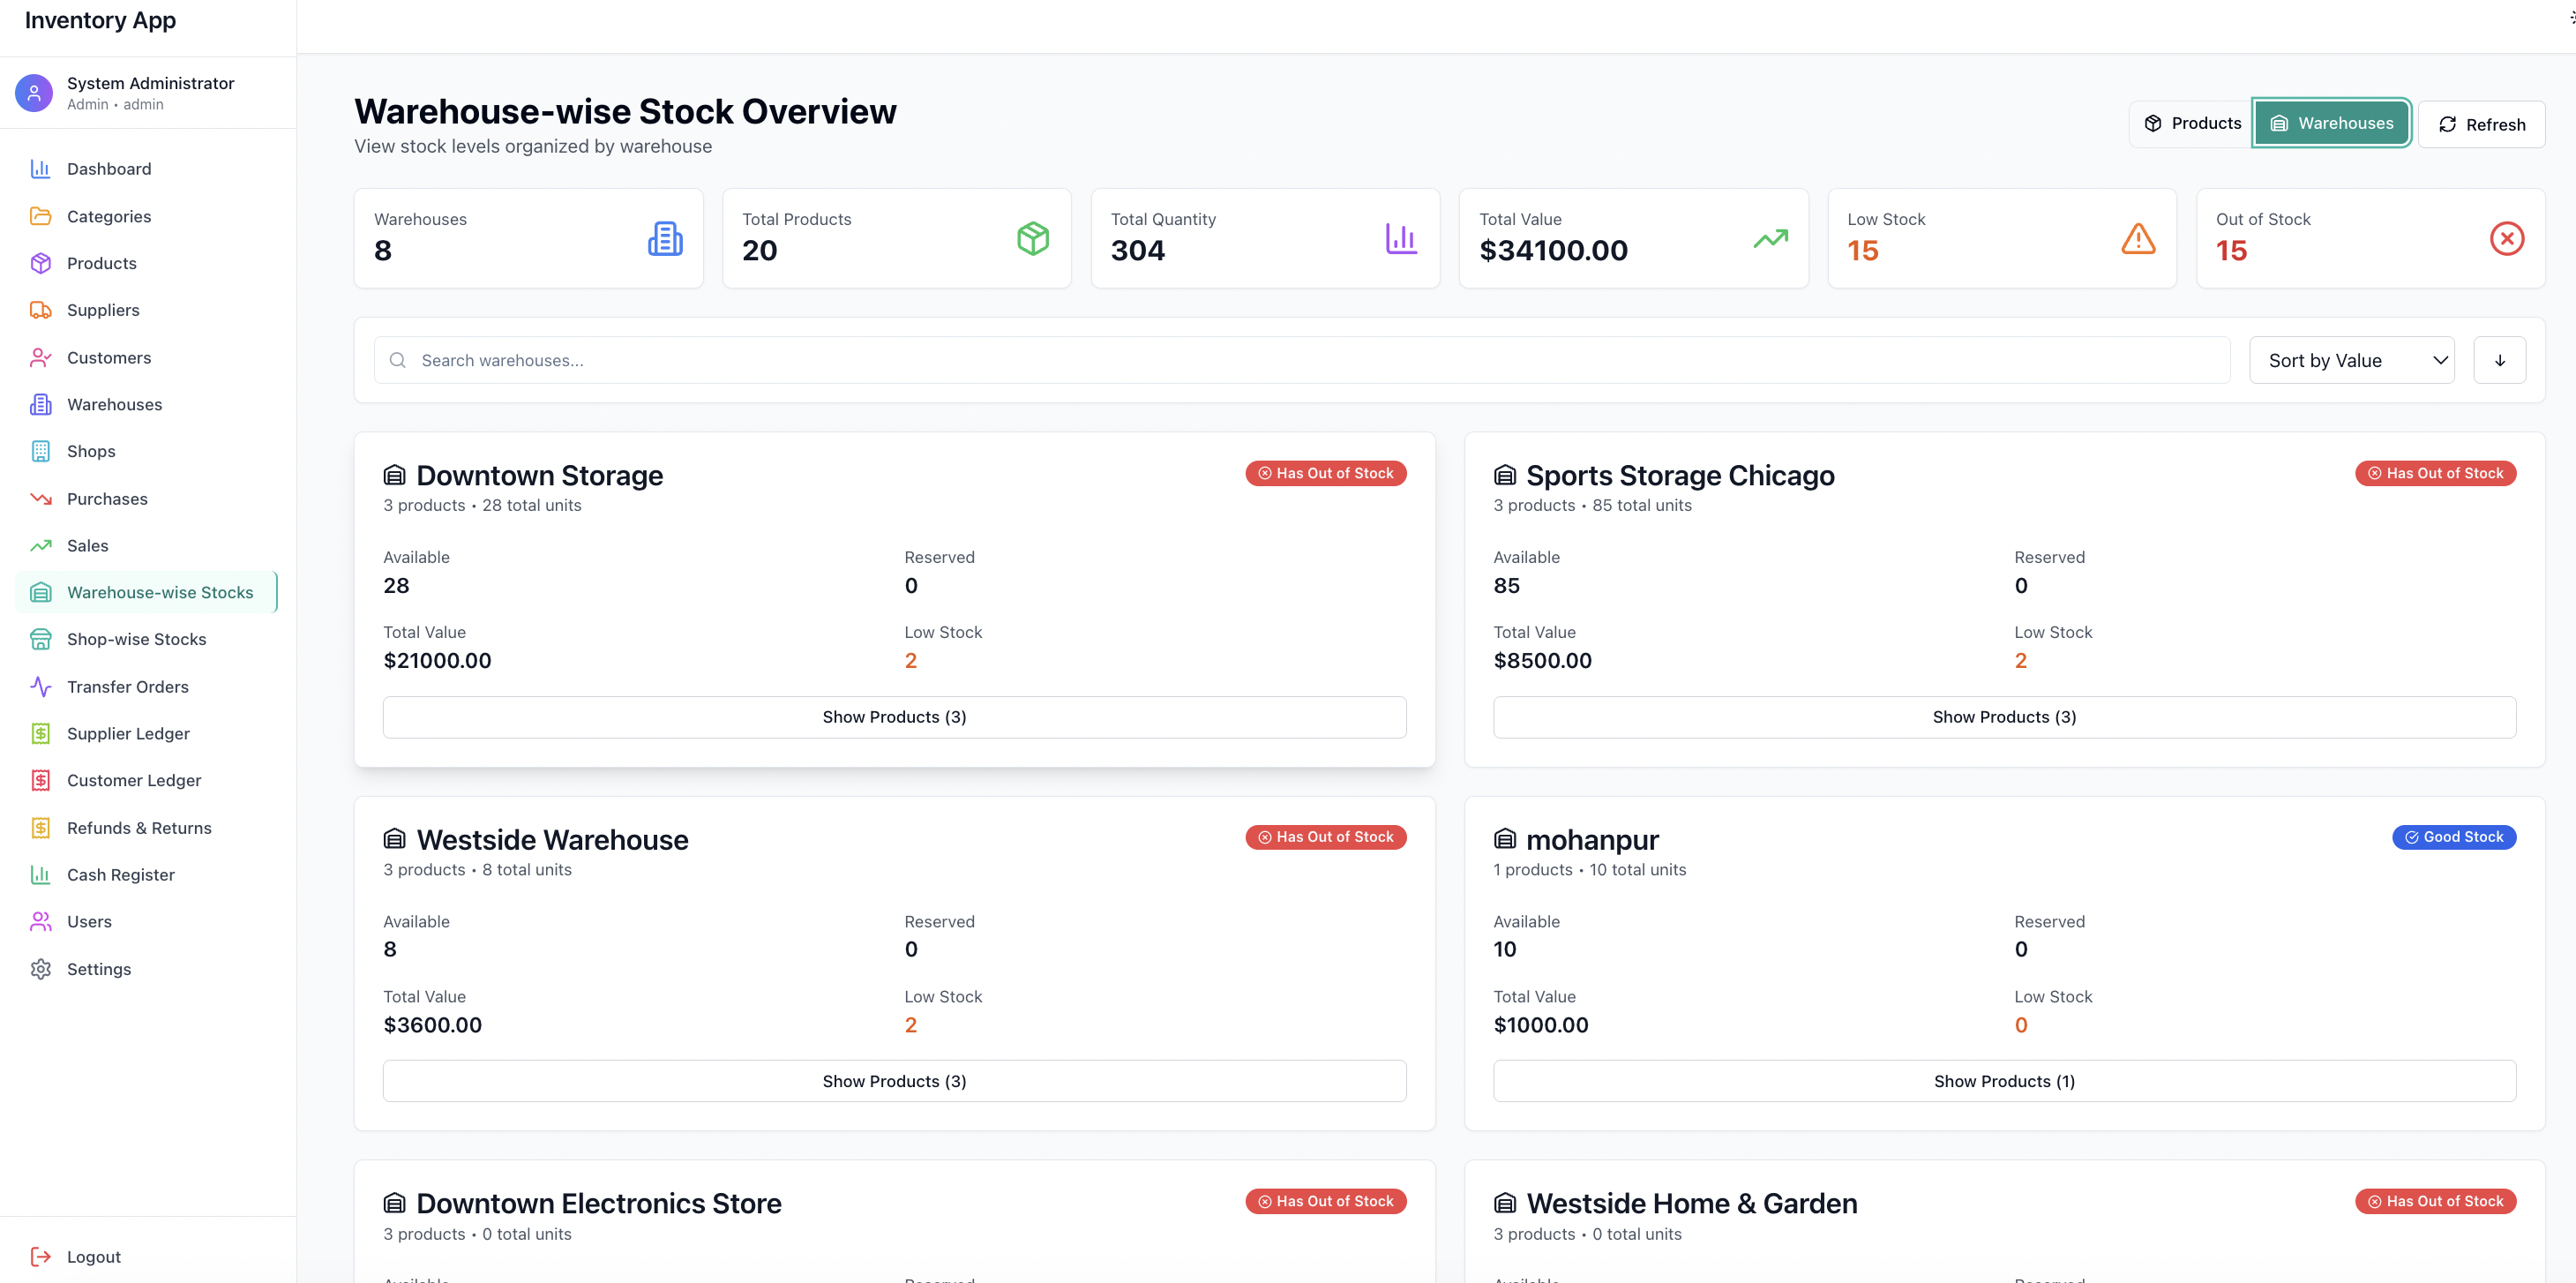 Inventory App
System Administrator
Admin • admin
Dashboard
Categories
Products
Suppliers
Customers
Warehouses
Shops
Purchases
Sales
Warehouse-wise Stocks
Shop-wise Stocks
Transfer Orders
Supplier Ledger
Customer Ledger
Refunds & Returns
Cash Register
Users
Settings
Logout
Warehouse-wise Stock Overview
View stock levels organized by warehouse
Products
Warehouses
Refresh
Warehouses
8
Total Products
20
Total Quantity
304
Total Value
$34100.00
Low Stock
15
Out of Stock
15
Search warehouses...
Sort by Value
Downtown Storage
Has Out of Stock
3 products • 28 total units
Available
28
Reserved
0
Total Value
$21000.00
Low Stock
2
Show Products (3)
Sports Storage Chicago
Has Out of Stock
3 products • 85 total units
Available
85
Reserved
0
Total Value
$8500.00
Low Stock
2
Show Products (3)
Westside Warehouse
Has Out of Stock
3 products • 8 total units
Available
8
Reserved
0
Total Value
$3600.00
Low Stock
2
Show Products (3)
mohanpur
Good Stock
1 products • 10 total units
Available
10
Reserved
0
Total Value
$1000.00
Low Stock
0
Show Products (1)
Downtown Electronics Store
Has Out of Stock
3 products • 0 total units
Available
Reserved
Westside Home & Garden
Has Out of Stock
3 products • 0 total units
Available
Reserved